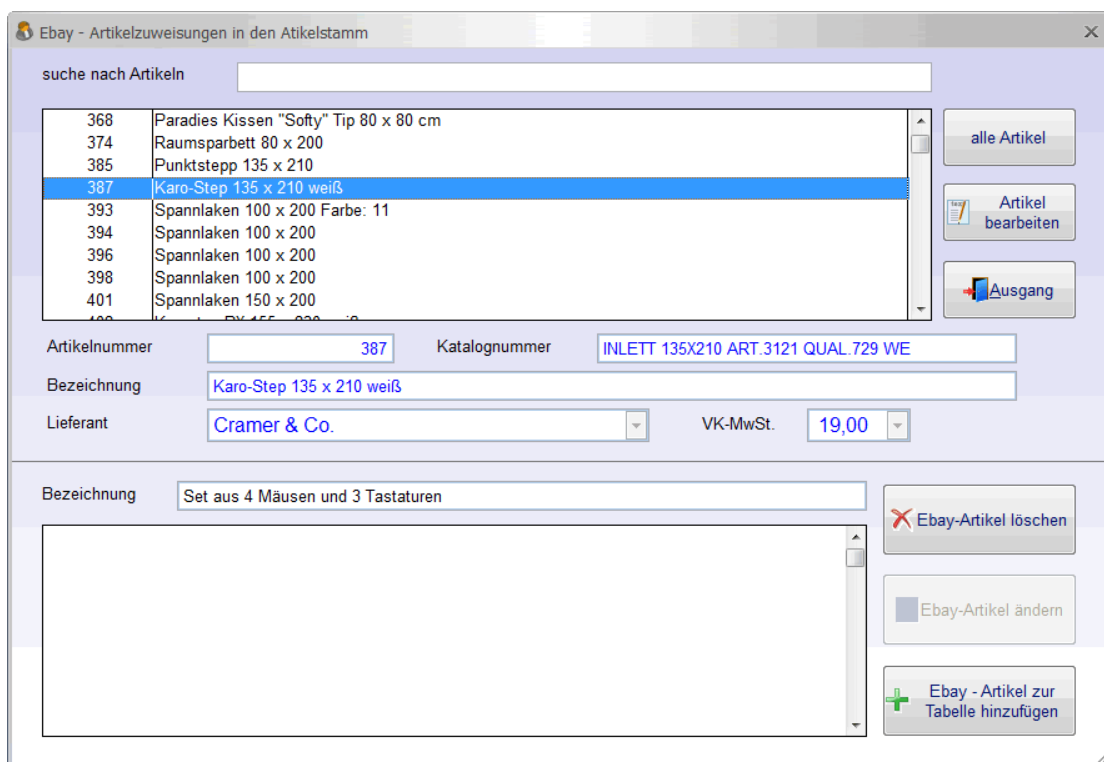 Ebay - Artikelzuweisungen in den Atikelstamm
suche nach Artikeln
368 Paradies Kissen "Softy" Tip 80 x 80 cm
374 Raumsparbett 80 x 200
385 Punktstepp 135 x 210
387 Karo-Step 135 x 210 weiß
393 Spannlaken 100 x 200 Farbe: 11
394 Spannlaken 100 x 200
396 Spannlaken 100 x 200
398 Spannlaken 100 x 200
401 Spannlaken 150 x 200
alle Artikel
Artikel
bearbeiten
Ausgang
Artikelnummer 387 Katalognummer INLETT 135X210 ART.3121 QUAL.729 WE
Bezeichnung Karo-Step 135 x 210 weiß
Lieferant Cramer & Co. VK-MwSt. 19,00
Bezeichnung Set aus 4 Mäusen und 3 Tastaturen
Ebay-Artikel löschen
Ebay-Artikel ändern
Ebay - Artikel zur
Tabelle hinzufügen